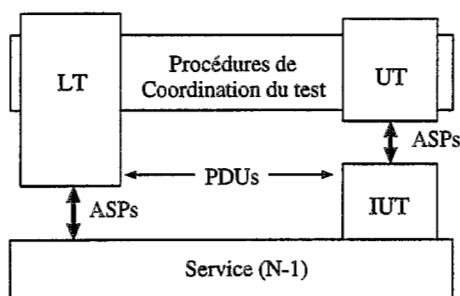 LT
Procédures de
Coordination du test
UT
ASPs
PDUs
IUT
ASPs
Service (N-1)